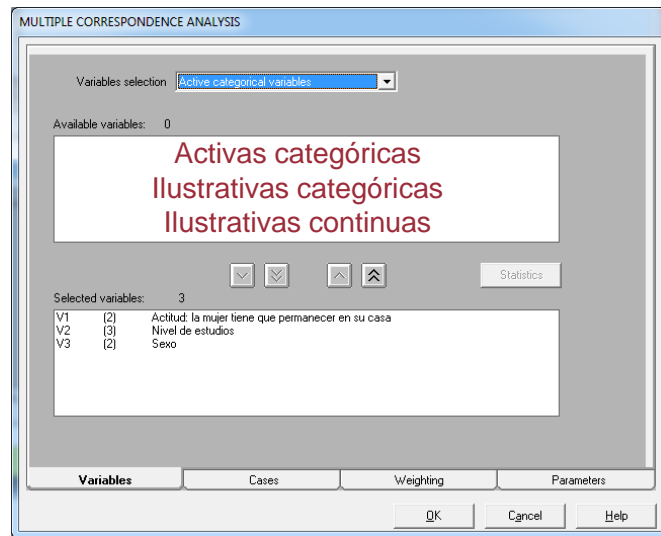 MULTIPLE CORRESPONDENCE ANALYSIS
Variables selection Active categorical variables
Available variables: 0
Activas categóricas
Ilustrativas categóricas
Ilustrativas continuas
Statistics
Selected variables: 3
V1 (2) Actitud: la mujer tiene que permanecer en su casa
V2 (3) Nivel de estudios
V3 (2) Sexo
Variables Cases Weighting Parameters
OK Cancel Help